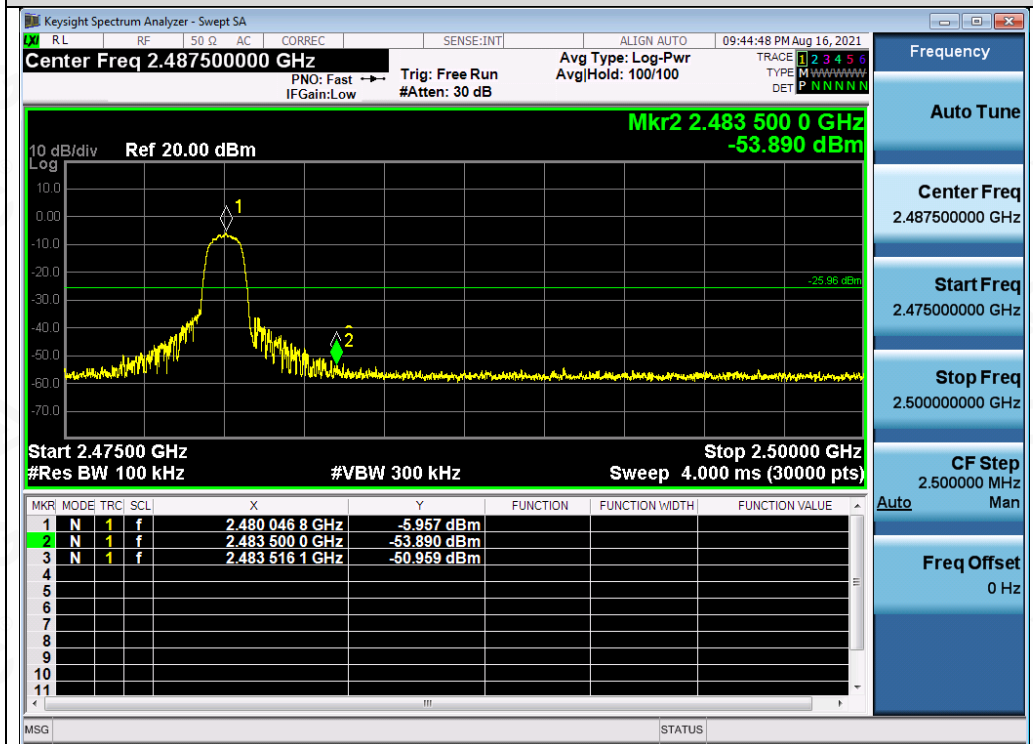 Keysight Spectrum Analyzer - Swept SA
LXI RL RF 50 Ω AC CORREC SENSE:INT ALIGN AUTO 09:44:48 PM Aug 16, 2021
Center Freq 2.487500000 GHz
PNO: Fast
IFGain:Low
Trig: Free Run
#Atten: 30 dB
Avg Type: Log-Pwr
Avg|Hold: 100/100
TRACE 1 2 3 4 5 6
TYPE M W W W W W
DET P N N N N N
Mkr2 2.483 500 0 GHz
-53.890 dBm
10 dB/div Ref 20.00 dBm
Log
10.0
0.00
-10.0
-20.0
-30.0
-40.0
-50.0
-60.0
-70.0
1
2
-25.96 dBm
Start 2.47500 GHz Stop 2.50000 GHz
#Res BW 100 kHz #VBW 300 kHz Sweep 4.000 ms (30000 pts)
MKR MODE TRC SCL X Y FUNCTION FUNCTION WIDTH FUNCTION VALUE
1 N 1 f 2.480 046 8 GHz -5.957 dBm
2 N 1 f 2.483 500 0 GHz -53.890 dBm
3 N 1 f 2.483 516 1 GHz -50.959 dBm
4
5
6
7
8
9
10
11
MSG STATUS
Frequency
Auto Tune
Center Freq
2.487500000 GHz
Start Freq
2.475000000 GHz
Stop Freq
2.500000000 GHz
CF Step
2.500000 MHz
Auto Man
Freq Offset
0 Hz